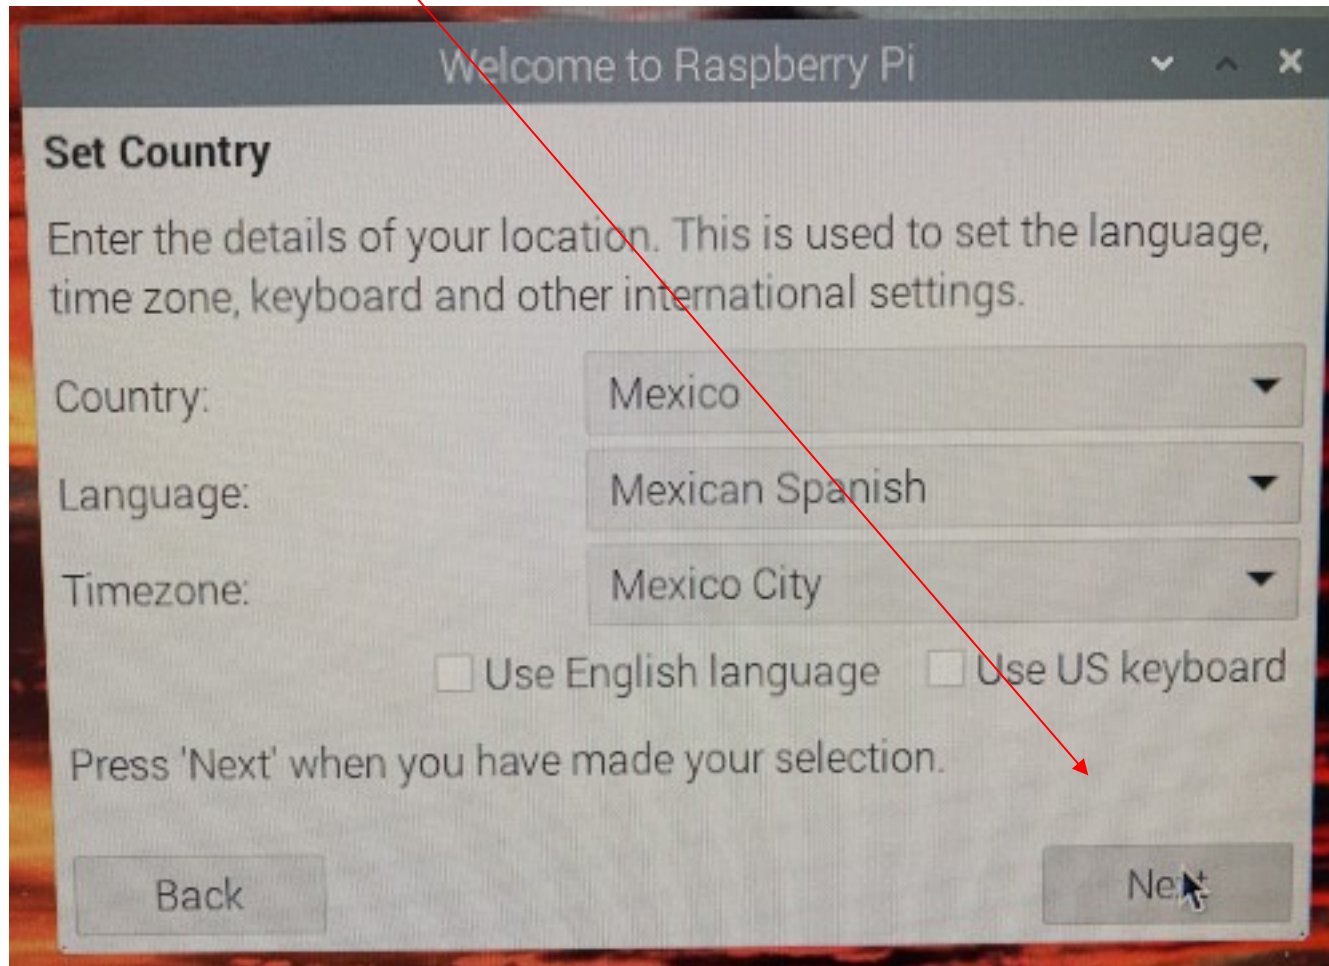 Welcome to Raspberry Pi
Set Country
Enter the details of your location. This is used to set the language,
time zone, keyboard and other international settings.
Country:
Mexico
Language:
Mexican Spanish
Timezone:
Mexico City
Use English language
Use US keyboard
Press 'Next' when you have made your selection.
Back
Next